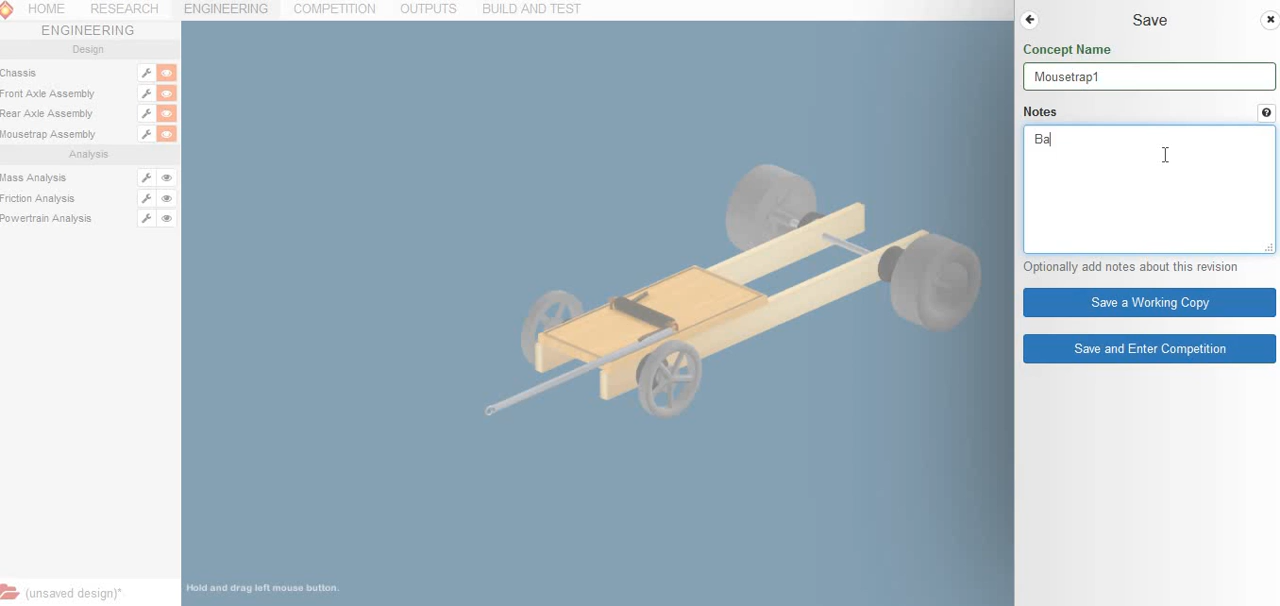 HOME RESEARCH ENGINEERING COMPETITION OUTPUTS BUILD AND TEST
ENGINEERING
Design
Chassis
Front Axle Assembly
Rear Axle Assembly
Mousetrap Assembly
Analysis
Mass Analysis
Friction Analysis
Powertrain Analysis
(unsaved design)*
Hold and drag left mouse button.
Save
Concept Name
Mousetrap1
Notes
Ba
Optionally add notes about this revision
Save a Working Copy
Save and Enter Competition